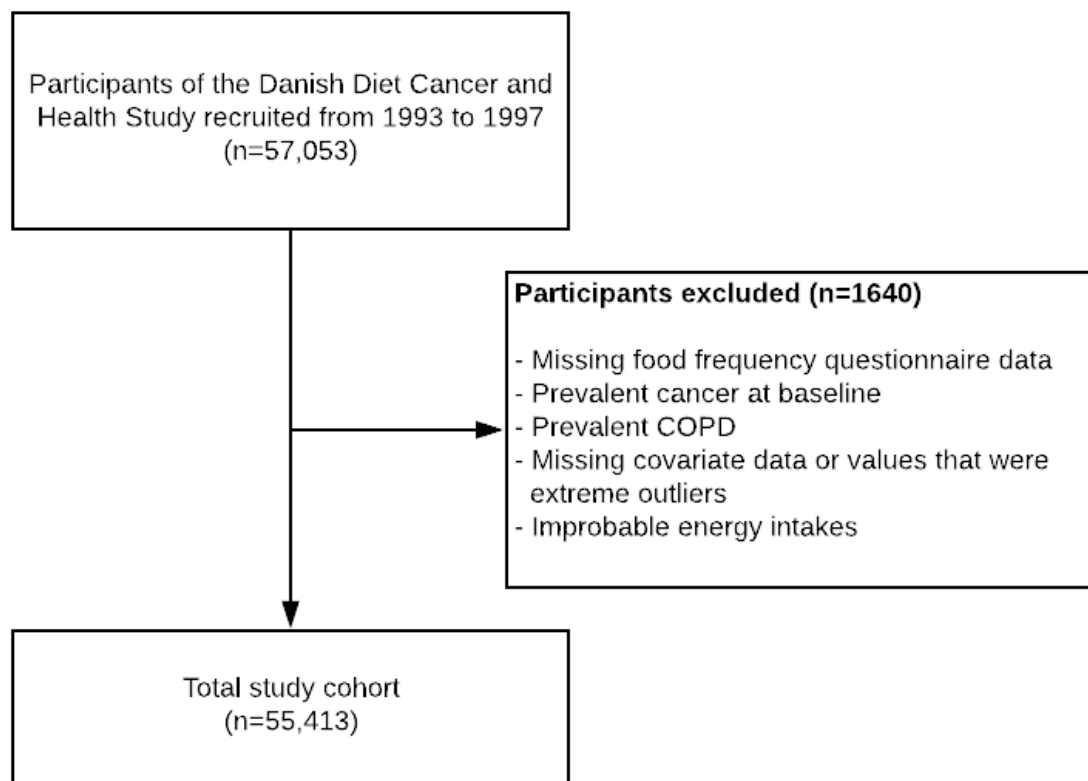 Participants of the Danish Diet Cancer and
Health Study recruited from 1993 to 1997
(n=57,053)
Participants excluded (n=1640)
- Missing food frequency questionnaire data
- Prevalent cancer at baseline
- Prevalent COPD
- Missing covariate data or values that were
extreme outliers
- Improbable energy intakes
Total study cohort
(n=55,413)